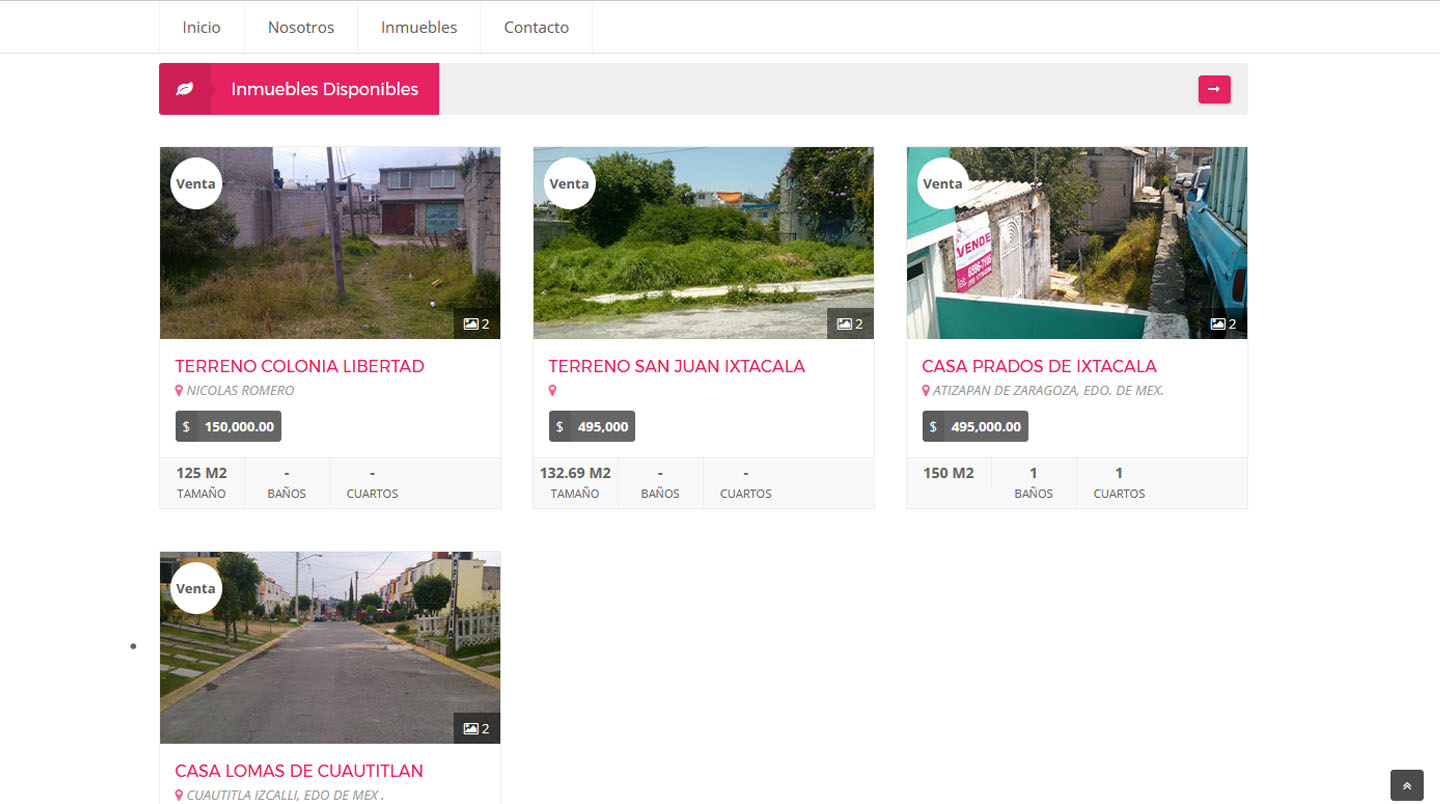 Inicio Nosotros Inmuebles Contacto
Inmuebles Disponibles
Venta
2
TERRENO COLONIA LIBERTAD
NICOLAS ROMERO
$ 150,000.00
125 M2 - -
TAMAÑO BAÑOS CUARTOS
Venta
2
TERRENO SAN JUAN IXTACALA
$ 495,000
132.69 M2 - -
TAMAÑO BAÑOS CUARTOS
Venta
VENDE
2
CASA PRADOS DE IXTACALA
ATIZAPAN DE ZARAGOZA, EDO. DE MEX.
$ 495,000.00
150 M2 1 1
BAÑOS CUARTOS
Venta
2
CASA LOMAS DE CUAUTITLAN
CUAUTITLA IZCALLI, EDO DE MEX .